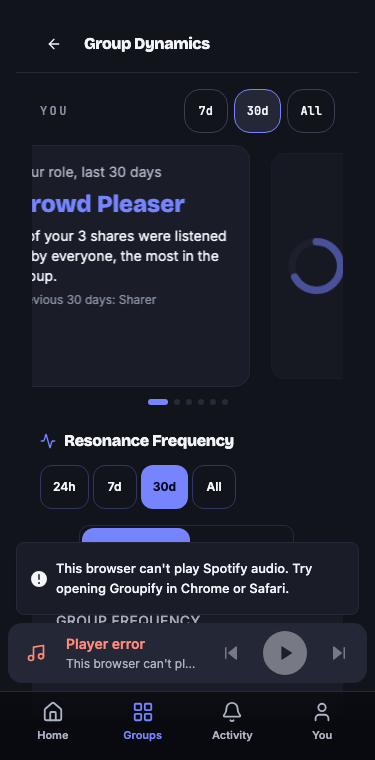 Group Dynamics
YOU
7d
30d
All
ur role, last 30 days
rowd Pleaser
of your 3 shares were listened
by everyone, the most in the
oup.
evious 30 days: Sharer
Resonance Frequency
24h
7d
30d
All
This browser can't play Spotify audio. Try
opening Groupify in Chrome or Safari.
GROUP FREQUENCY
Player error
This browser can't pl...
Home
Groups
Activity
You